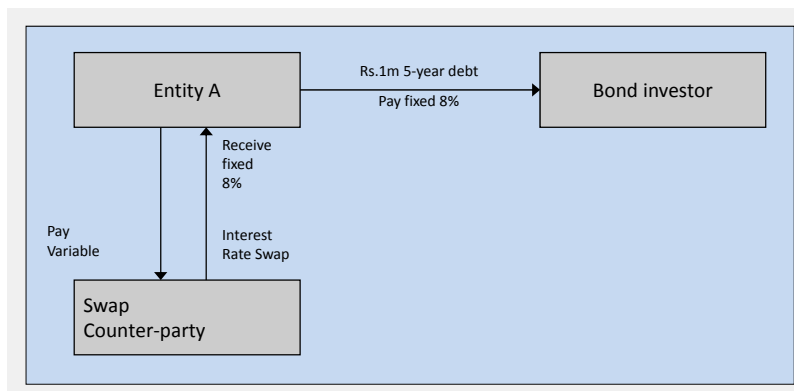 Entity A
Rs.1m 5-year debt
Pay fixed 8%
Bond investor
Receive
fixed
8%
Pay
Variable
Interest
Rate Swap
Swap
Counter-party